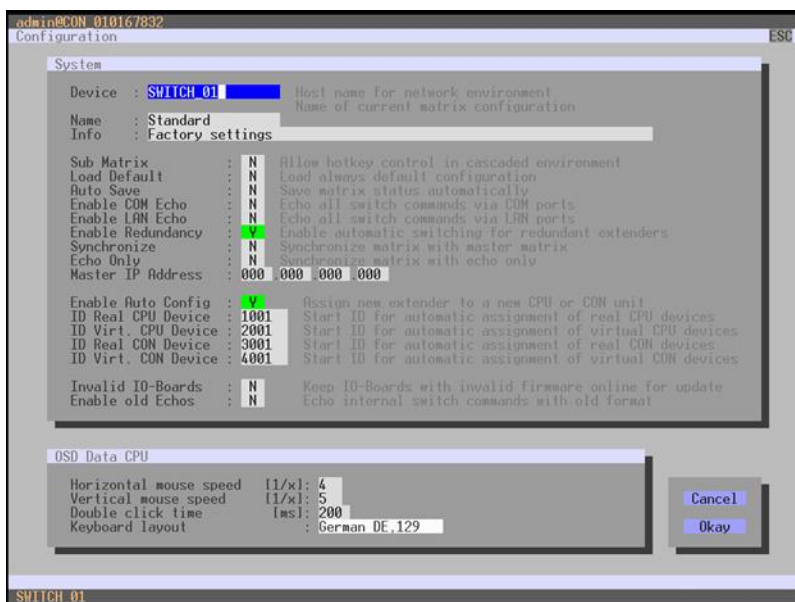 admin@CON_010167832
Configuration ESC
System
Device : SWITCH_01 Host name for network environment
Name of current matrix configuration
Name : Standard
Info : Factory settings
Sub Matrix : N Allow hotkey control in cascaded environment
Load Default : N Load always default configuration
Auto Save : N Save matrix status automatically
Enable COM Echo : N Echo all switch commands via COM ports
Enable LAN Echo : N Echo all switch commands via LAN ports
Enable Redundancy : Y Enable automatic switching for redundant extenders
Synchronize : N Synchronize matrix with master matrix
Echo Only : N Synchronize matrix with echo only
Master IP Address : 000 .000 .000 .000
Enable Auto Config : Y Assign new extender to a new CPU or CON unit
ID Real CPU Device : 1001 Start ID for automatic assignment of real CPU devices
ID Virt. CPU Device : 2001 Start ID for automatic assignment of virtual CPU devices
ID Real CON Device : 3001 Start ID for automatic assignment of real CON devices
ID Virt. CON Device : 4001 Start ID for automatic assignment of virtual CON devices
Invalid IO-Boards : N Keep IO-Boards with invalid firmware online for update
Enable old Echos : N Echo internal switch commands with old format
OSD Data CPU
Horizontal mouse speed [1/x]: 4
Vertical mouse speed [1/x]: 5
Double click time [ms]: 200
Keyboard layout : German DE,129
Cancel
Okay
SWITCH_01